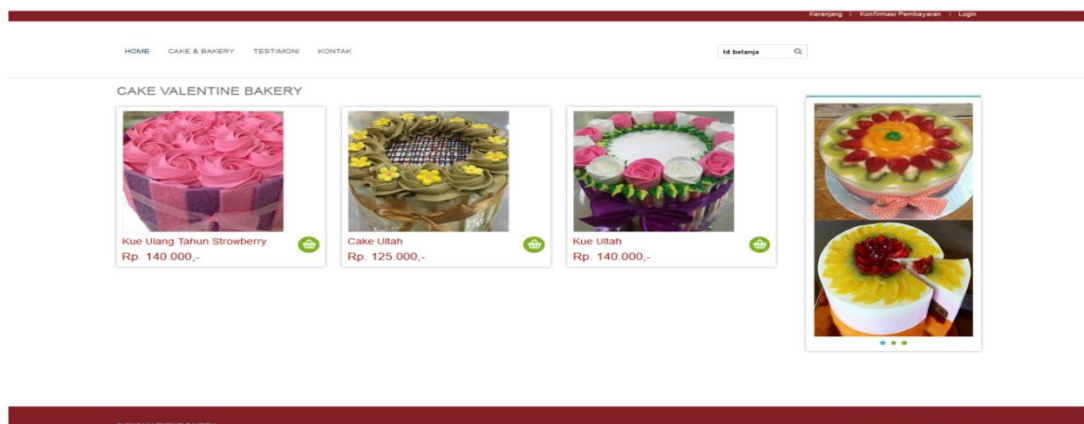 Keranjang | Konfirmasi Pembayaran | Login
HOME CAKE & BAKERY TESTIMONI KONTAK
Id belanja
CAKE VALENTINE BAKERY
Kue Ulang Tahun Strowberry
Rp. 140.000,-
Cake Ultah
Rp. 125.000,-
Kue Ultah
Rp. 140.000,-